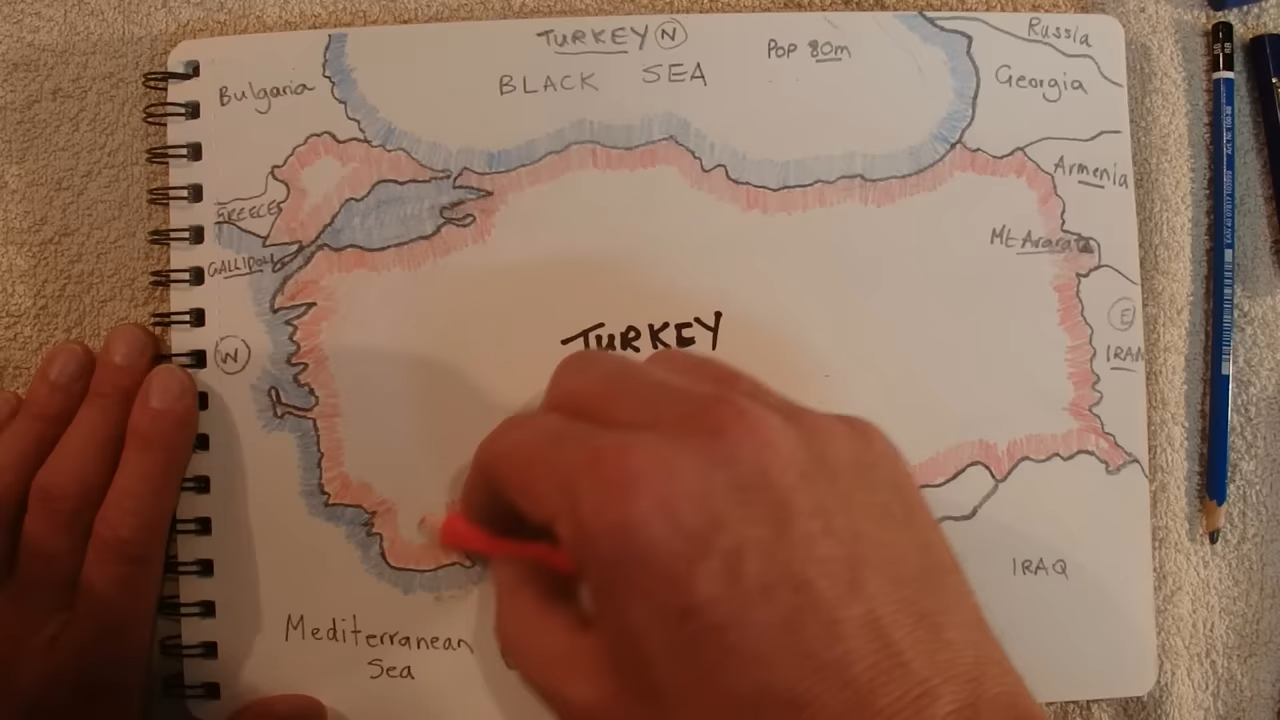 TURKEY N
Pop 80m
Russia
BLACK SEA
Bulgaria
Georgia
Armenia
GREECE
Mt Ararat
GALLIPOLI
E
TURKEY
W
IRAN
IRAQ
Mediterranean
Sea